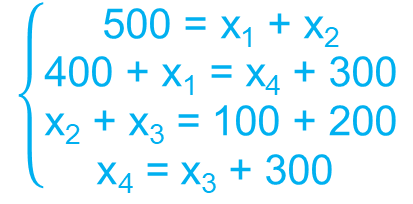 500 = x₁ + x₂
400 + x₁ = x₄ + 300
x₂ + x₃ = 100 + 200
x₄ = x₃ + 300